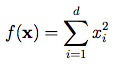 f(x) = ∑_{i=1}^{d} x_i^2